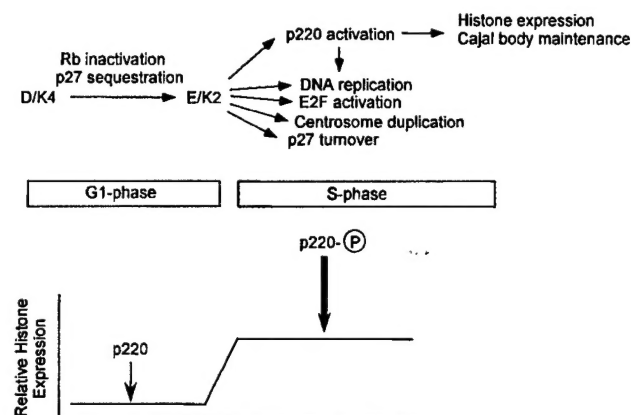 p220 activation
Histone expression
Cajal body maintenance
Rb inactivation
p27 sequestration
D/K4
E/K2
DNA replication
E2F activation
Centrosome duplication
p27 turnover
G1-phase
S-phase
p220-P
p220
Relative Histone
Expression